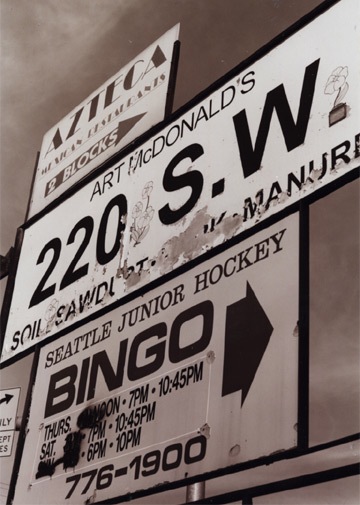 AZTECA
MEXICAN RESTAURANTS
2 BLOCKS
ART McDONALD'S
220 S.W.
SOIL SAWDUST MANURE
SEATTLE JUNIOR HOCKEY
BINGO
THURS. NOON • 7PM • 10:45PM
SAT. 7PM • 10:45PM
6PM • 10PM
776-1900